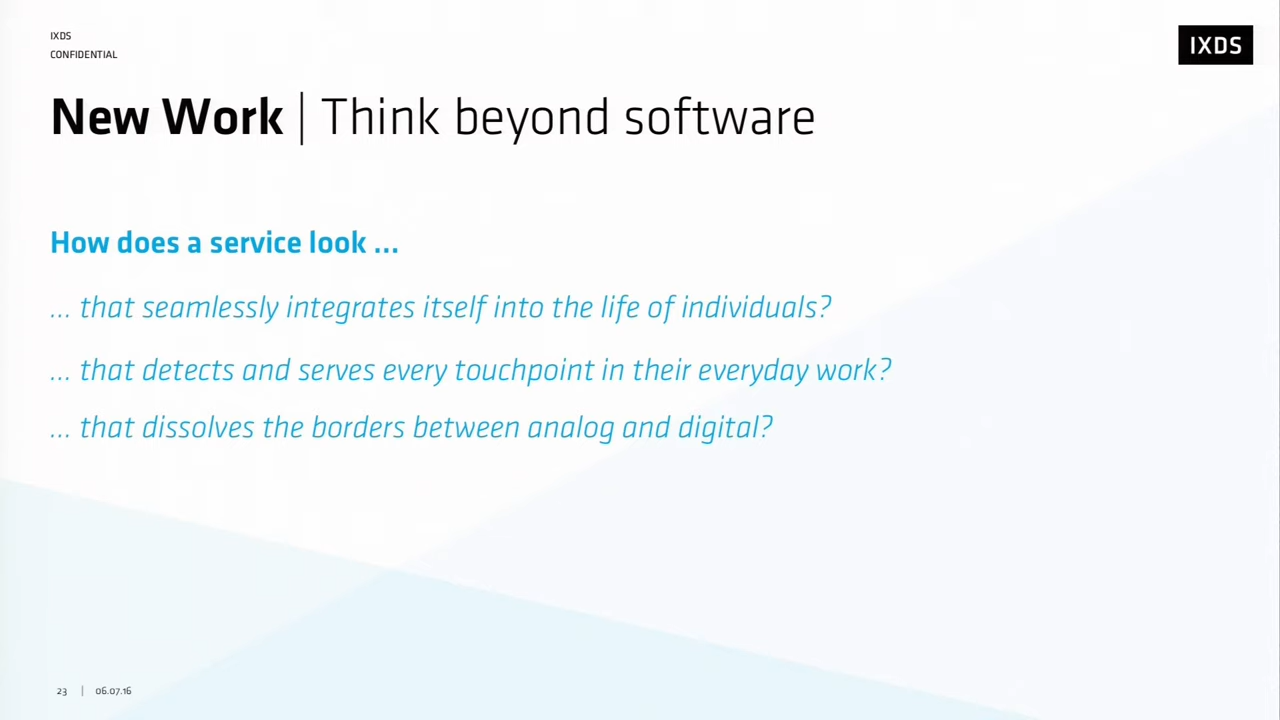 IXDS
CONFIDENTIAL
IXDS
New Work | Think beyond software
How does a service look ...
... that seamlessly integrates itself into the life of individuals?
... that detects and serves every touchpoint in their everyday work?
... that dissolves the borders between analog and digital?
23 | 06.07.16